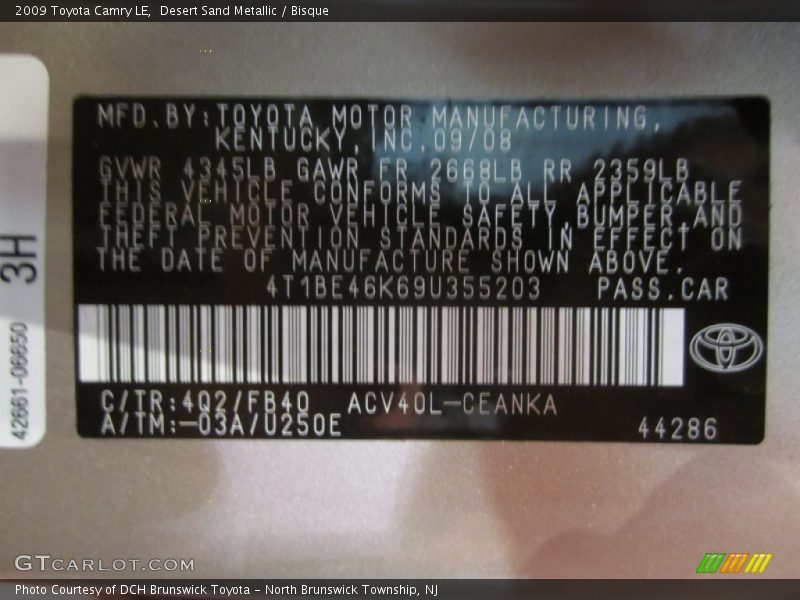 2009 Toyota Camry LE,  Desert Sand Metallic / Bisque
MFD.BY:TOYOTA MOTOR MANUFACTURING,
KENTUCKY,INC.09/08
GVWR 4345LB GAWR FR 2668LB RR 2359LB
THIS VEHICLE CONFORMS TO ALL APPLICABLE
FEDERAL MOTOR VEHICLE SAFETY,BUMPER,AND
THEFT PREVENTION STANDARDS IN EFFECT ON
THE DATE OF MANUFACTURE SHOWN ABOVE.
4T1BE46K69U355203 PASS.CAR
C/TR:4Q2/FB40 ACV40L-CEANKA
A/TM:-03A/U250E
44286
3H
42661-06650
GTCARLOT.COM
Photo Courtesy of DCH Brunswick Toyota - North Brunswick Township, NJ